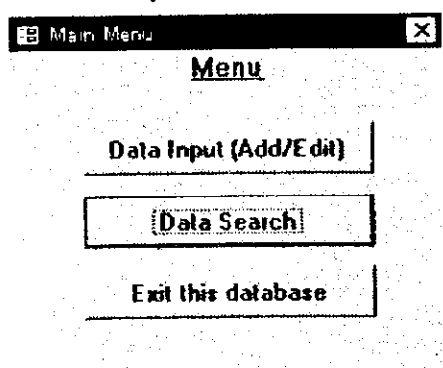 Main Menu
Menu
Data Input (Add/Edit)
Data Search
Exit this database